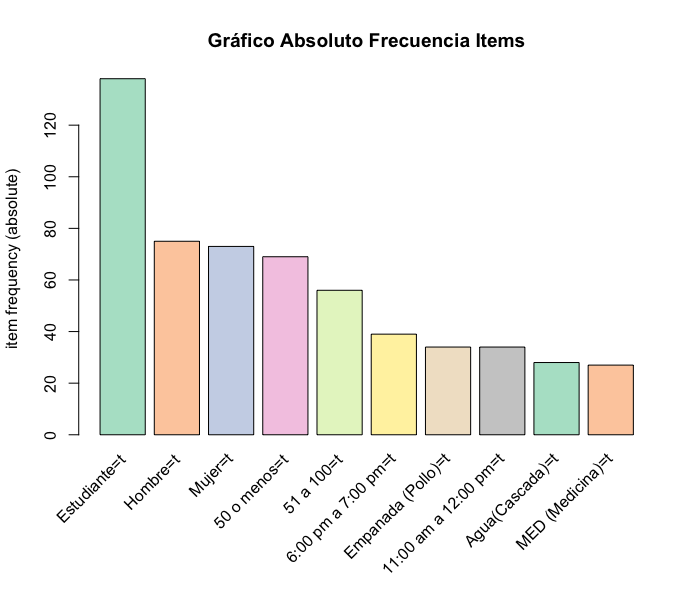 Gráfico Absoluto Frecuencia Items
item frequency (absolute)
120
100
80
60
40
20
0
Estudiante=t
Hombre=t
Mujer=t
50 o menos=t
51 a 100=t
6:00 pm a 7:00 pm=t
Empanada (Pollo)=t
11:00 am a 12:00 pm=t
Agua(Cascada)=t
MED (Medicina)=t